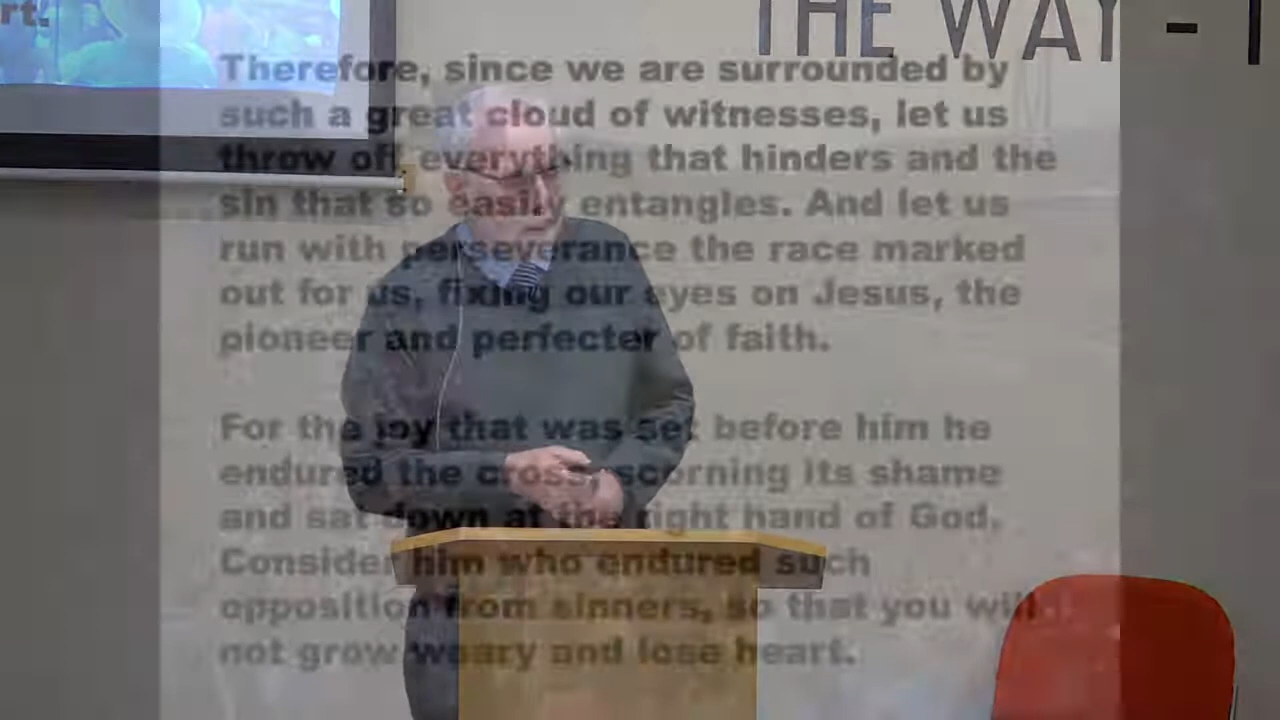 rt.
THE WAY -
Therefore, since we are surrounded by
such a great cloud of witnesses, let us
throw off everything that hinders and the
sin that so easily entangles. And let us
run with perseverance the race marked
out for us, fixing our eyes on Jesus, the
pioneer and perfecter of faith.
For the joy that was set before him he
endured the cross, scorning its shame
and sat down at the right hand of God.
Consider him who endured such
opposition from sinners, so that you will
not grow weary and lose heart.